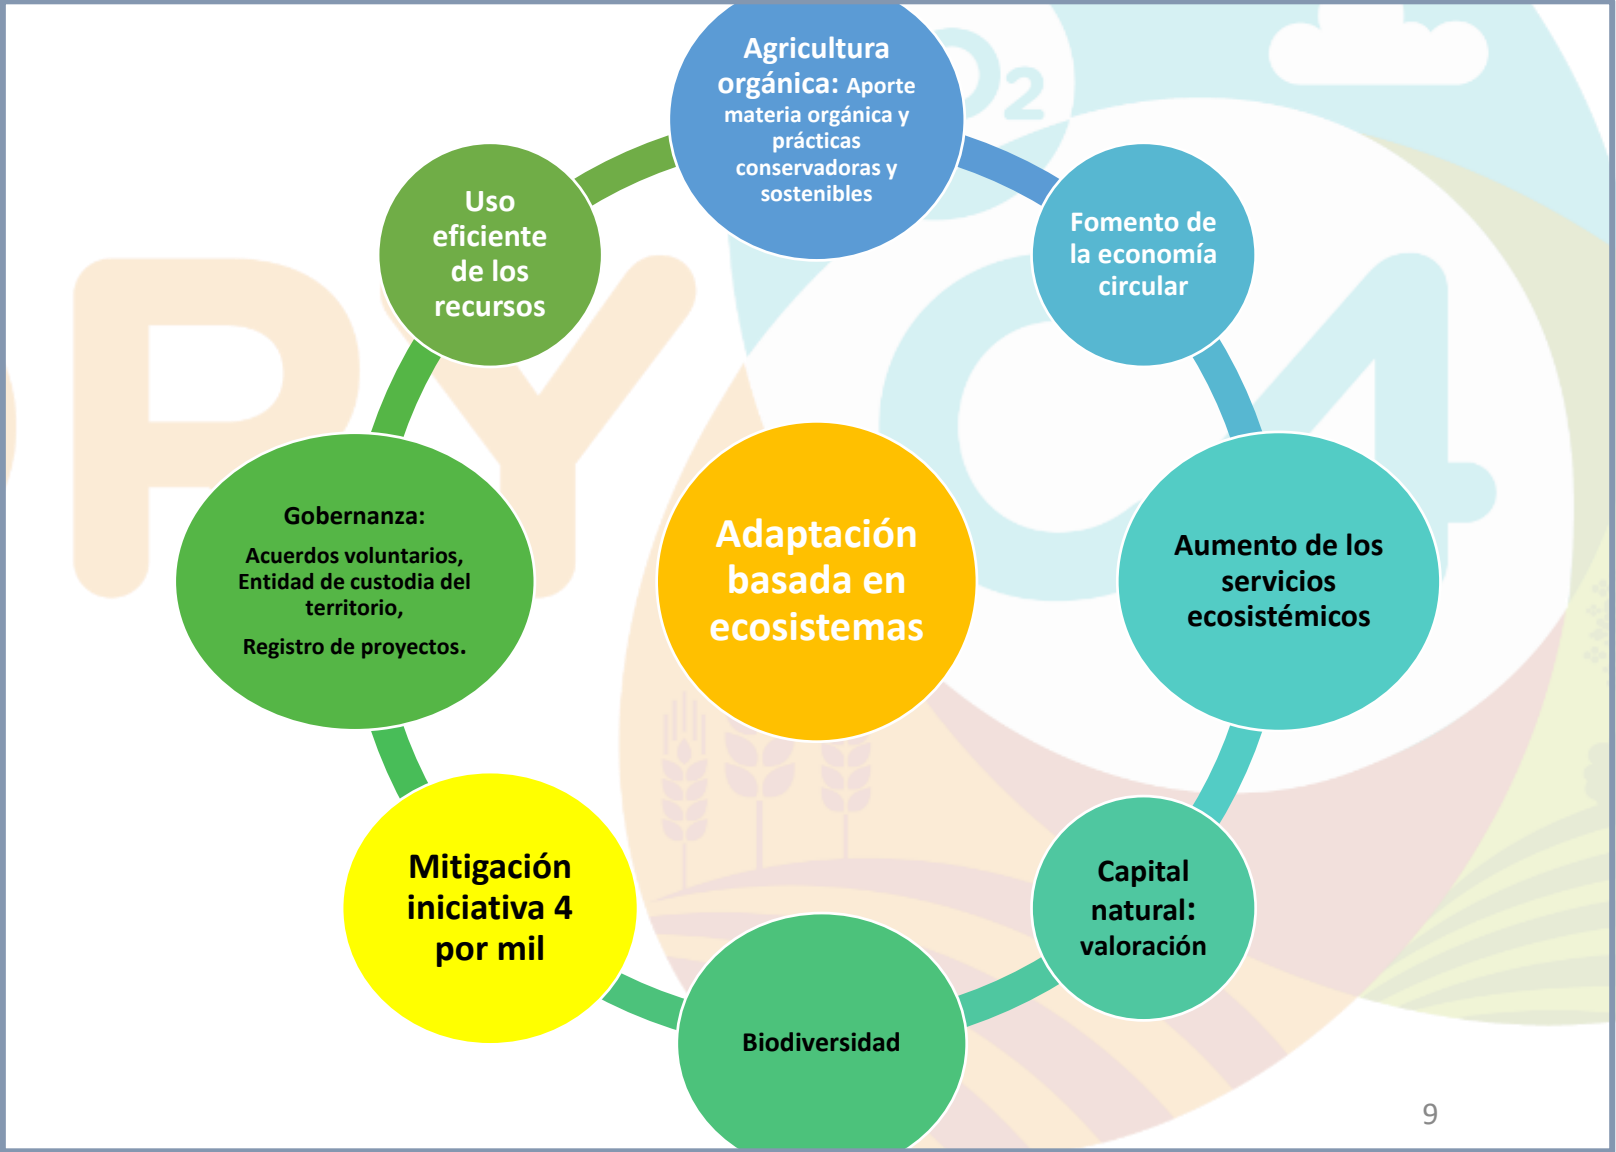 Agricultura
orgánica: Aporte
materia orgánica y
prácticas
conservadoras y
sostenibles
Fomento de
la economía
circular
Aumento de los
servicios
ecosistémicos
Capital
natural:
valoración
Biodiversidad
Mitigación
iniciativa 4
por mil
Gobernanza:
Acuerdos voluntarios,
Entidad de custodia del
territorio,
Registro de proyectos.
Uso
eficiente
de los
recursos
Adaptación
basada en
ecosistemas
9